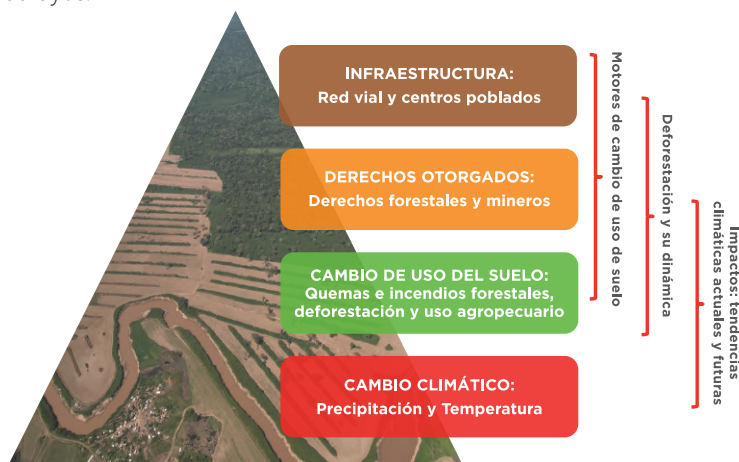 INFRAESTRUCTURA:
Red vial y centros poblados
DERECHOS OTORGADOS:
Derechos forestales y mineros
CAMBIO DE USO DEL SUELO:
Quemas e incendios forestales,
deforestación y uso agropecuario
CAMBIO CLIMÁTICO:
Precipitación y Temperatura
Motores de cambio de uso de suelo
Deforestación y su dinámica
Impactos: tendencias
climáticas actuales y futuras